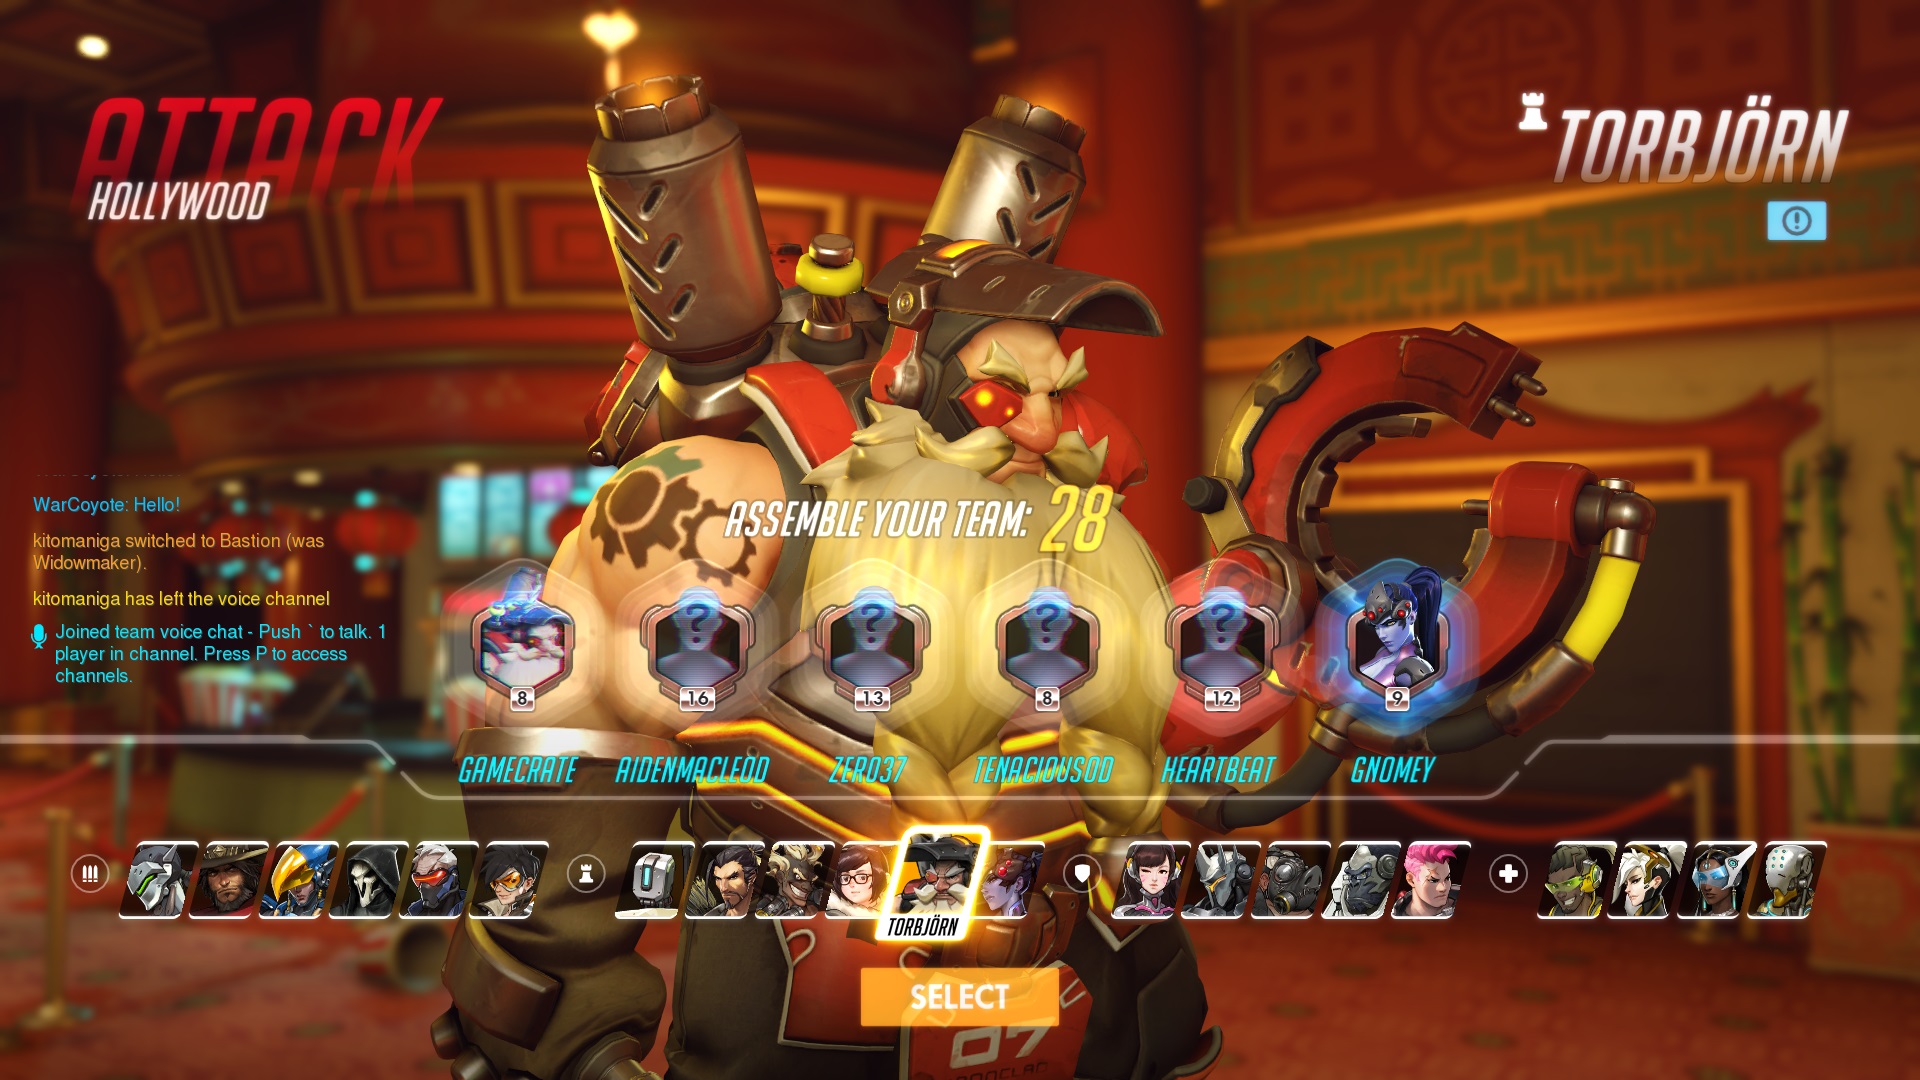 ATTACK
HOLLYWOOD
TORBJÖRN
WarCoyote: Hello!
kitomaniga switched to Bastion (was
Widowmaker).
kitomaniga has left the voice channel
Joined team voice chat - Push ` to talk. 1
player in channel. Press P to access
channels.
ASSEMBLE YOUR TEAM: 28
? ? ? ?
8 16 13 8 12 9
GAMECRATE AIDENMACLEOD ZER037 TENACIOUSOD HEARTBEAT GNOMEY
TORBJÖRN
SELECT
07